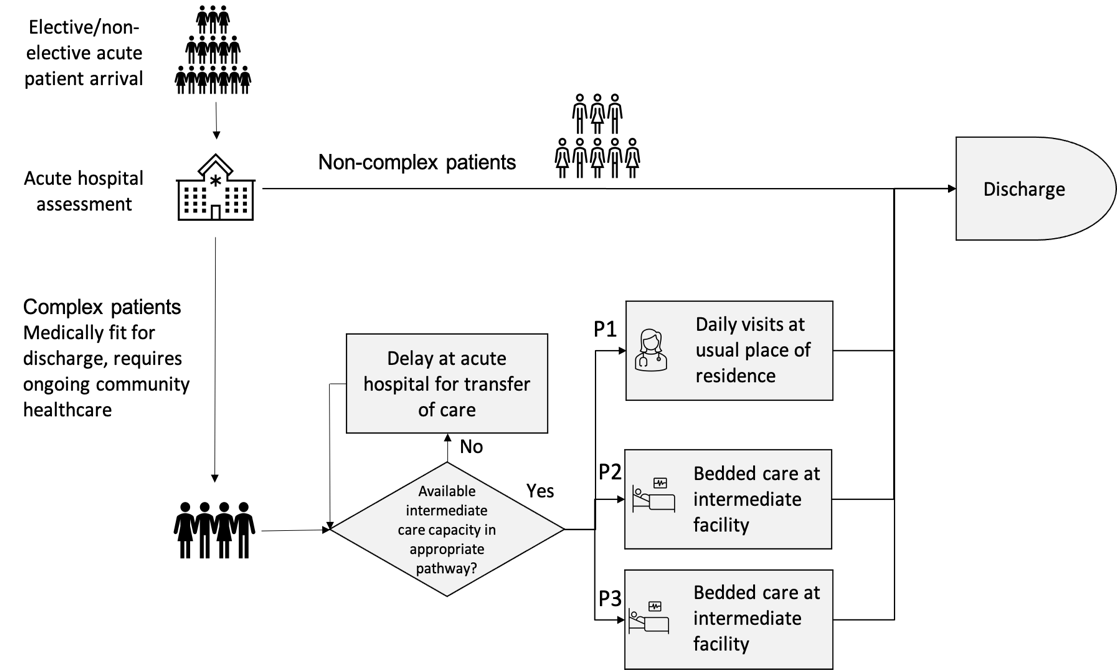 Elective/non-
elective acute
patient arrival
Acute hospital
assessment
Non-complex patients
Discharge
Complex patients
Medically fit for
discharge, requires
ongoing community
healthcare
Delay at acute
hospital for transfer
of care
No
Available
intermediate
care capacity in
appropriate
pathway?
Yes
P1
Daily visits at
usual place of
residence
P2
Bedded care at
intermediate
facility
P3
Bedded care at
intermediate
facility